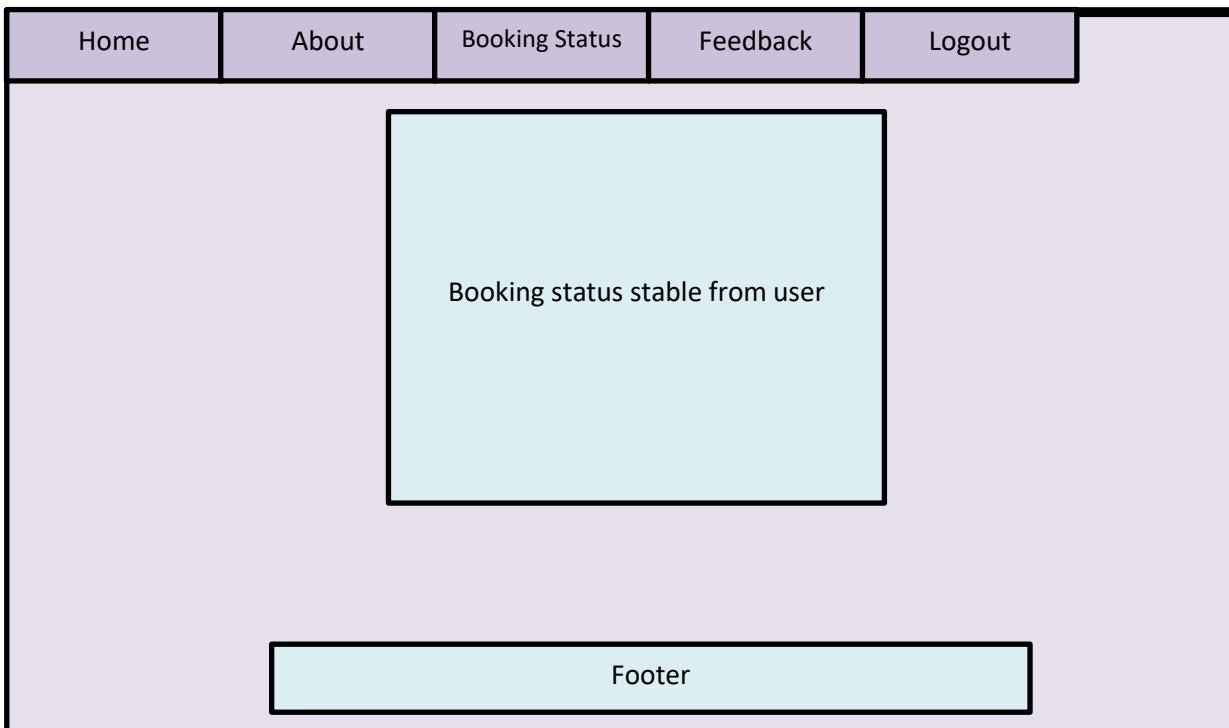 Home
About
Booking Status
Feedback
Logout
Booking status stable from user
Footer